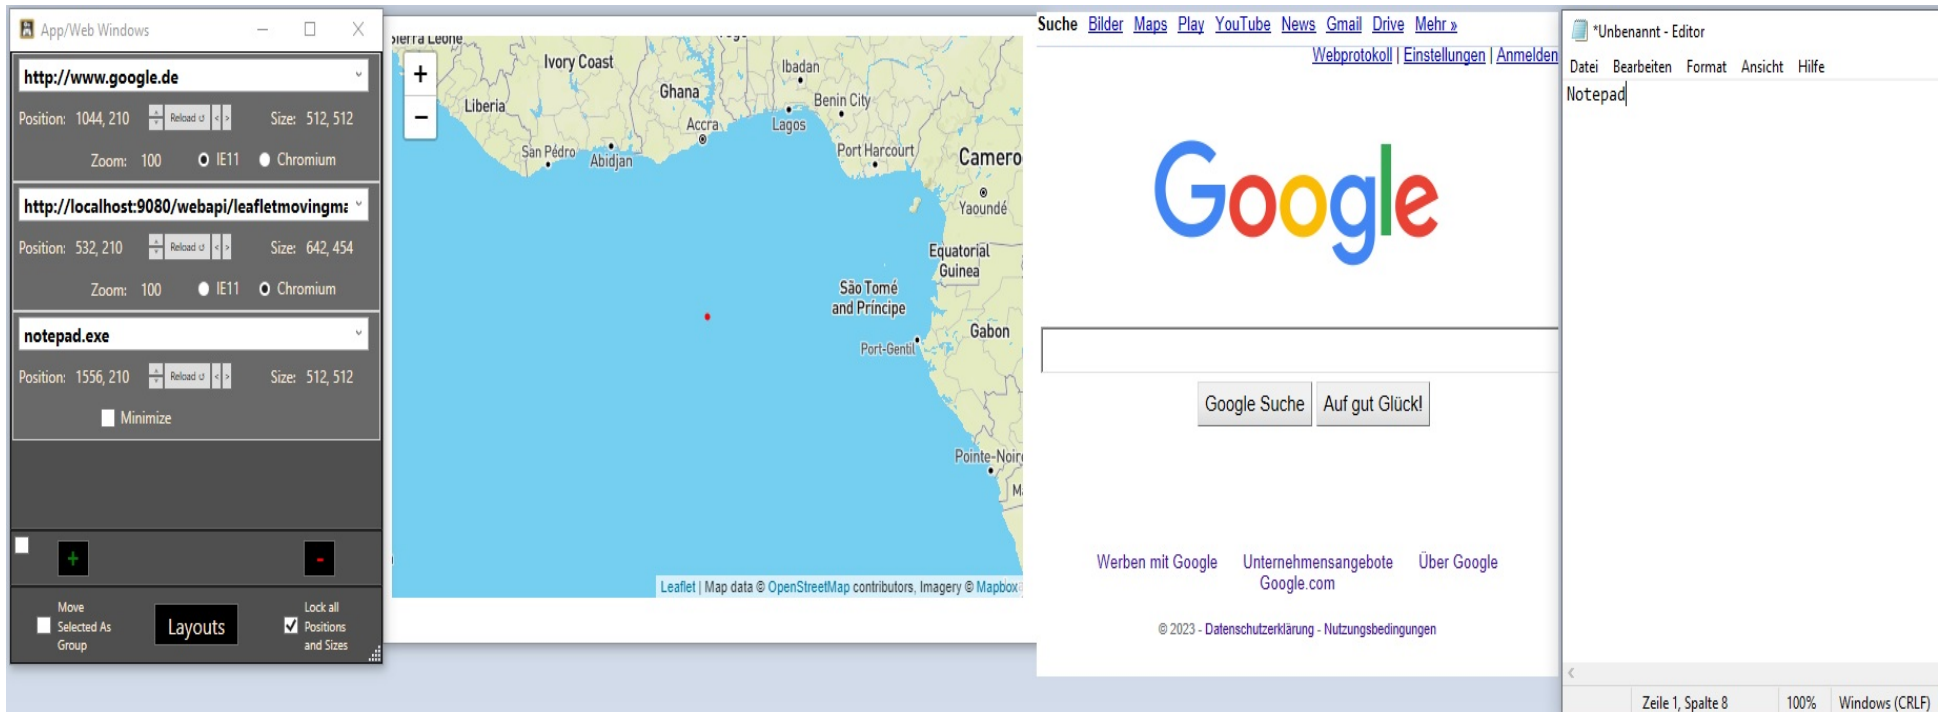 App/Web Windows
http://www.google.de
Position: 1044, 210 Reload ↺ < > Size: 512, 512
Zoom: 100 IE11 Chromium
http://localhost:9080/webapi/leafletmovingma
Position: 532, 210 Reload ↺ < > Size: 642, 454
Zoom: 100 IE11 Chromium
notepad.exe
Position: 1556, 210 Reload ↺ < > Size: 512, 512
Minimize
+ -
Move
Selected As
Group
Layouts
Lock all
Positions
and Sizes
Sierra Leone
+
−
Ivory Coast
Ibadan
Ghana
Liberia
Benin City
Accra
Lagos
San Pédro
Abidjan
Port Harcourt
Camero
Yaoundé
Equatorial
Guinea
São Tomé
and Príncipe
Gabon
Port-Gentil
Pointe-Noir
Leaflet | Map data © OpenStreetMap contributors, Imagery © Mapbox
Suche Bilder Maps Play YouTube News Gmail Drive Mehr »
Webprotokoll | Einstellungen | Anmelden
Google
Google Suche Auf gut Glück!
Werben mit Google Unternehmensangebote Über Google
Google.com
© 2023 - Datenschutzerklärung - Nutzungsbedingungen
*Unbenannt - Editor
Datei Bearbeiten Format Ansicht Hilfe
Notepad
Zeile 1, Spalte 8 100% Windows (CRLF)